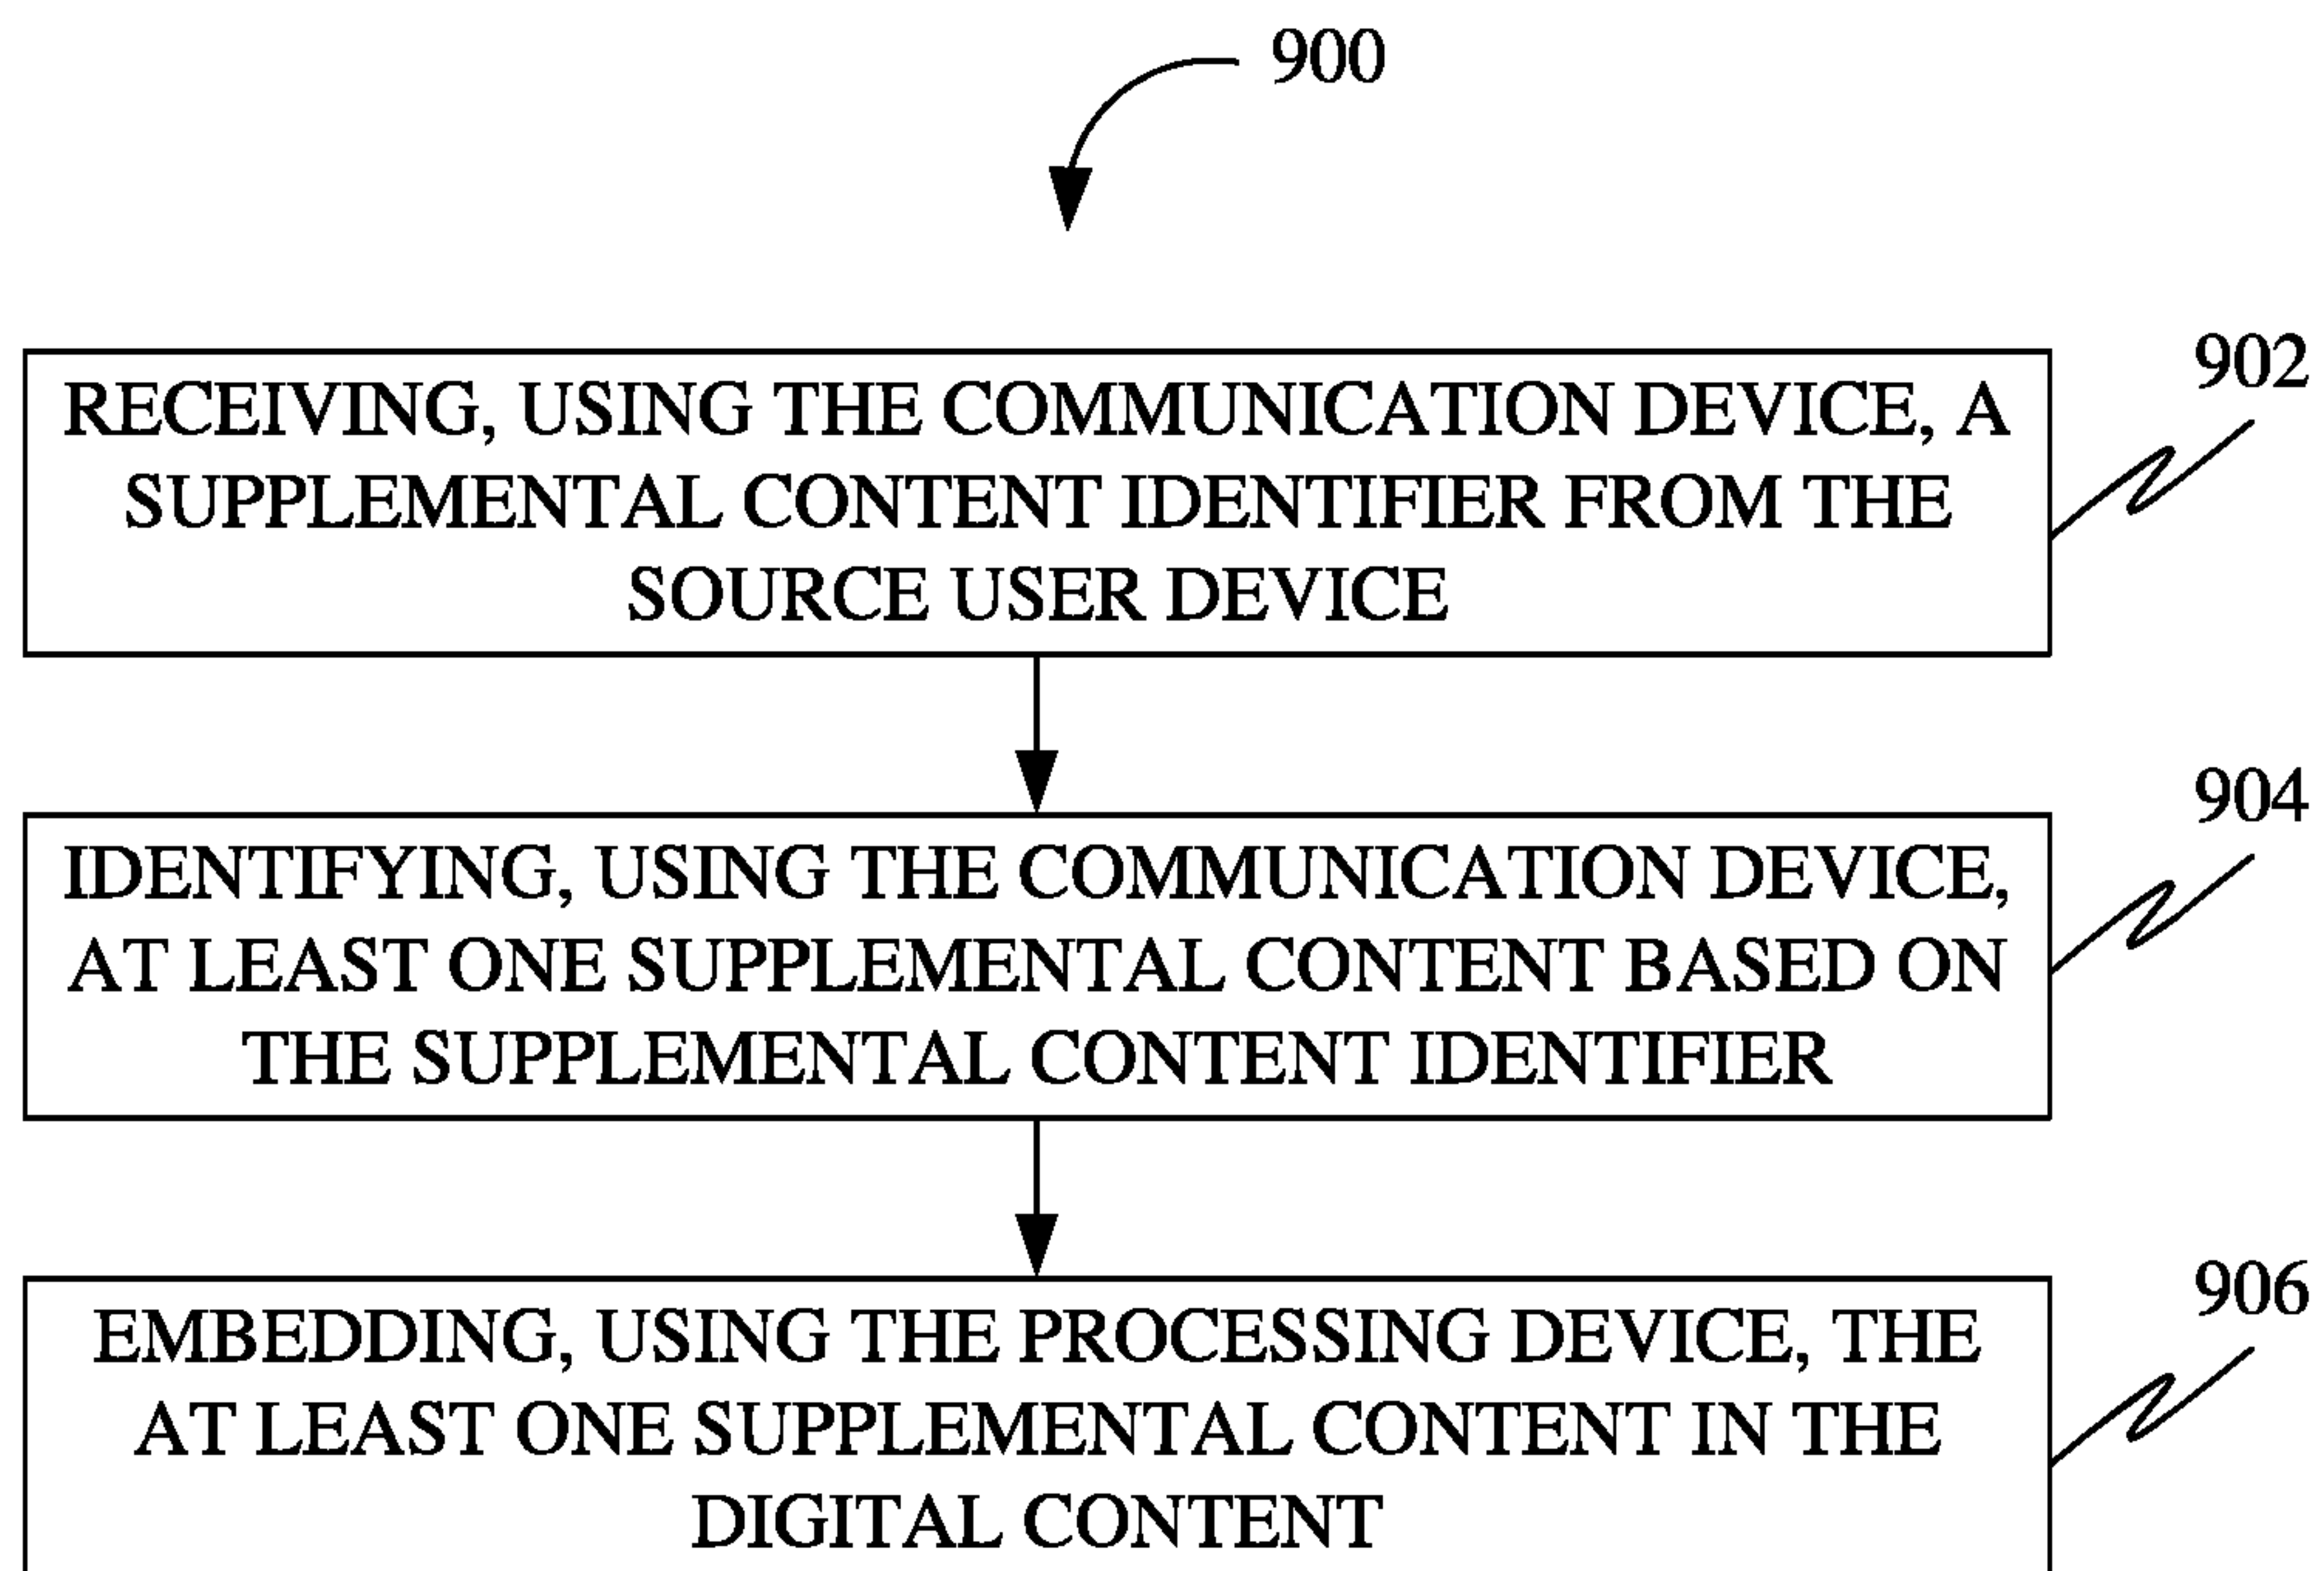 900
902
RECEIVING, USING THE COMMUNICATION DEVICE, A
SUPPLEMENTAL CONTENT IDENTIFIER FROM THE
SOURCE USER DEVICE
904
IDENTIFYING, USING THE COMMUNICATION DEVICE,
AT LEAST ONE SUPPLEMENTAL CONTENT BASED ON
THE SUPPLEMENTAL CONTENT IDENTIFIER
906
EMBEDDING, USING THE PROCESSING DEVICE, THE
AT LEAST ONE SUPPLEMENTAL CONTENT IN THE
DIGITAL CONTENT